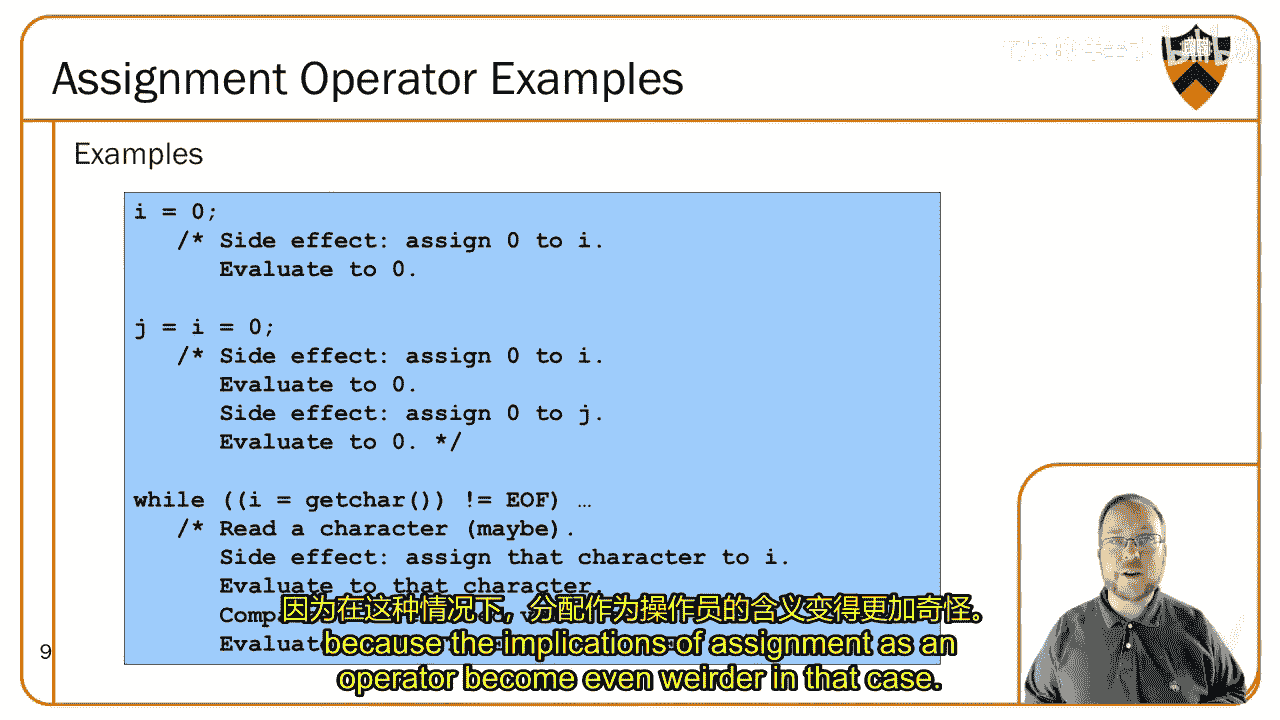 Assignment Operator Examples
Examples
i = 0;
/* Side effect: assign 0 to i.
Evaluate to 0.
j = i = 0;
/* Side effect: assign 0 to i.
Evaluate to 0.
Side effect: assign 0 to j.
Evaluate to 0. */
while ((i = getchar()) != EOF) …
/* Read a character (maybe).
Side effect: assign that character to i.
Evaluate to that character
Comp
Evaluat
因为在这种情况下，分配作为操作员的含义变得更加奇怪。
because the implications of assignment as an
operator become even weirder in that case.
9